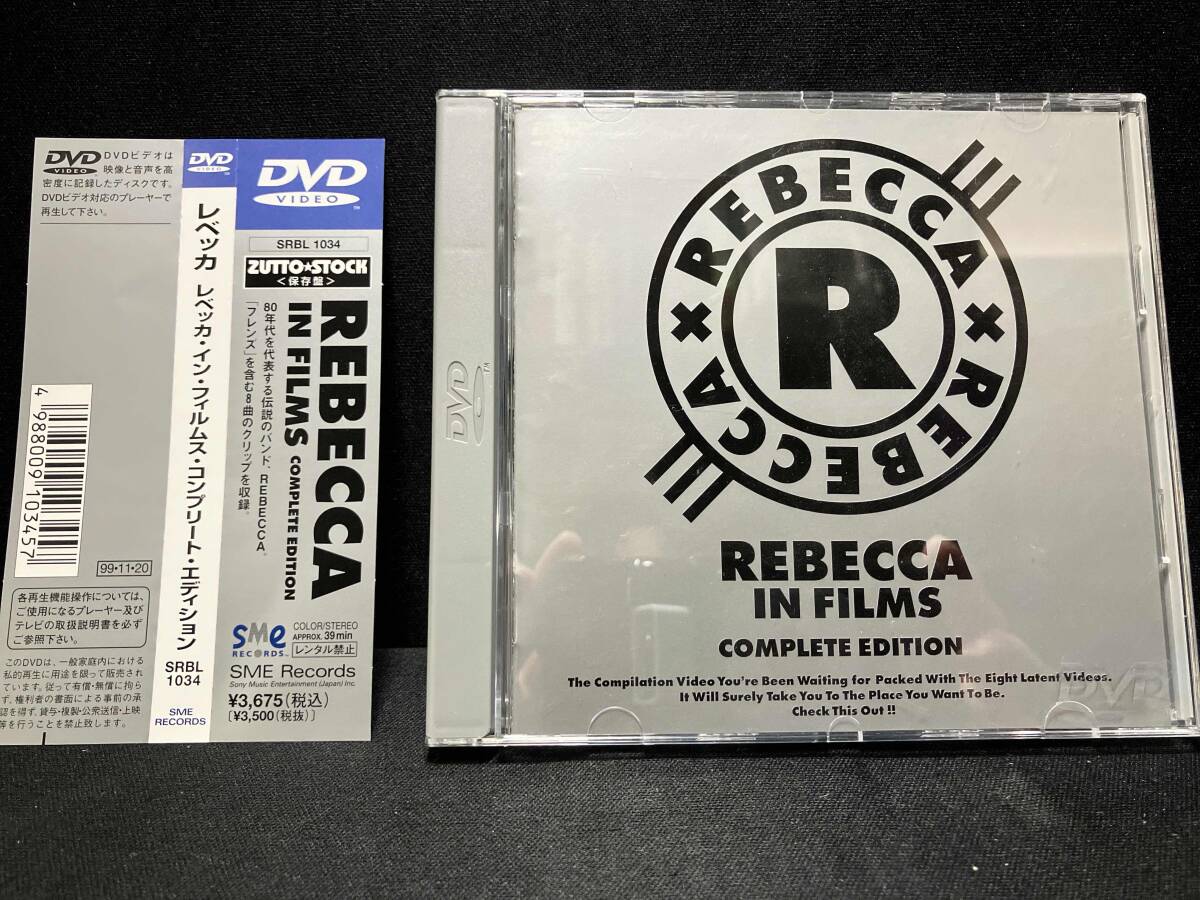 DVD
VIDEO
DVDビデオは
映像と音声を高
密度に記録したディスクです。
DVDビデオ対応のプレーヤーで
再生して下さい。
4 988009 103457
99・11・20
各再生機能操作については、
ご使用になるプレーヤー及び
テレビの取扱説明書を必ず
ご参照下さい。
このDVDは、一般家庭内における
私的再生に用途を限って販売され
ています。従って有償・無償に拘ら
ず、権利者の書面による事前の承
認を得ず、貸与・複製・公衆送信・上映
等を行うことを禁止致します。
DVD
VIDEO
レベッカ レベッカ・イン・フィルムス・コンプリート・エディション
SRBL
1034
SME
RECORDS
DVD
VIDEO
TM
SRBL 1034
ZUTTO★STOCK
<保存盤>
REBECCA
IN FILMS COMPLETE EDITION
80年代を代表する伝説のバンド、REBECCA。
「フレンズ」を含む8曲のクリップを収録。
SMe
RECORDS
COLOR/STEREO
APPROX. 39min
レンタル禁止
SME Records
Sony Music Entertainment (Japan) Inc.
¥3,675(税込)
〔¥3,500(税抜)〕
DVD
TM
REBECCA×REBECCA×
R
REBECCA
IN FILMS
COMPLETE EDITION
The Compilation Video You're Been Waiting for Packed With The Eight Latent Videos.
It Will Surely Take You To The Place You Want To Be.
Check This Out !!
DVD